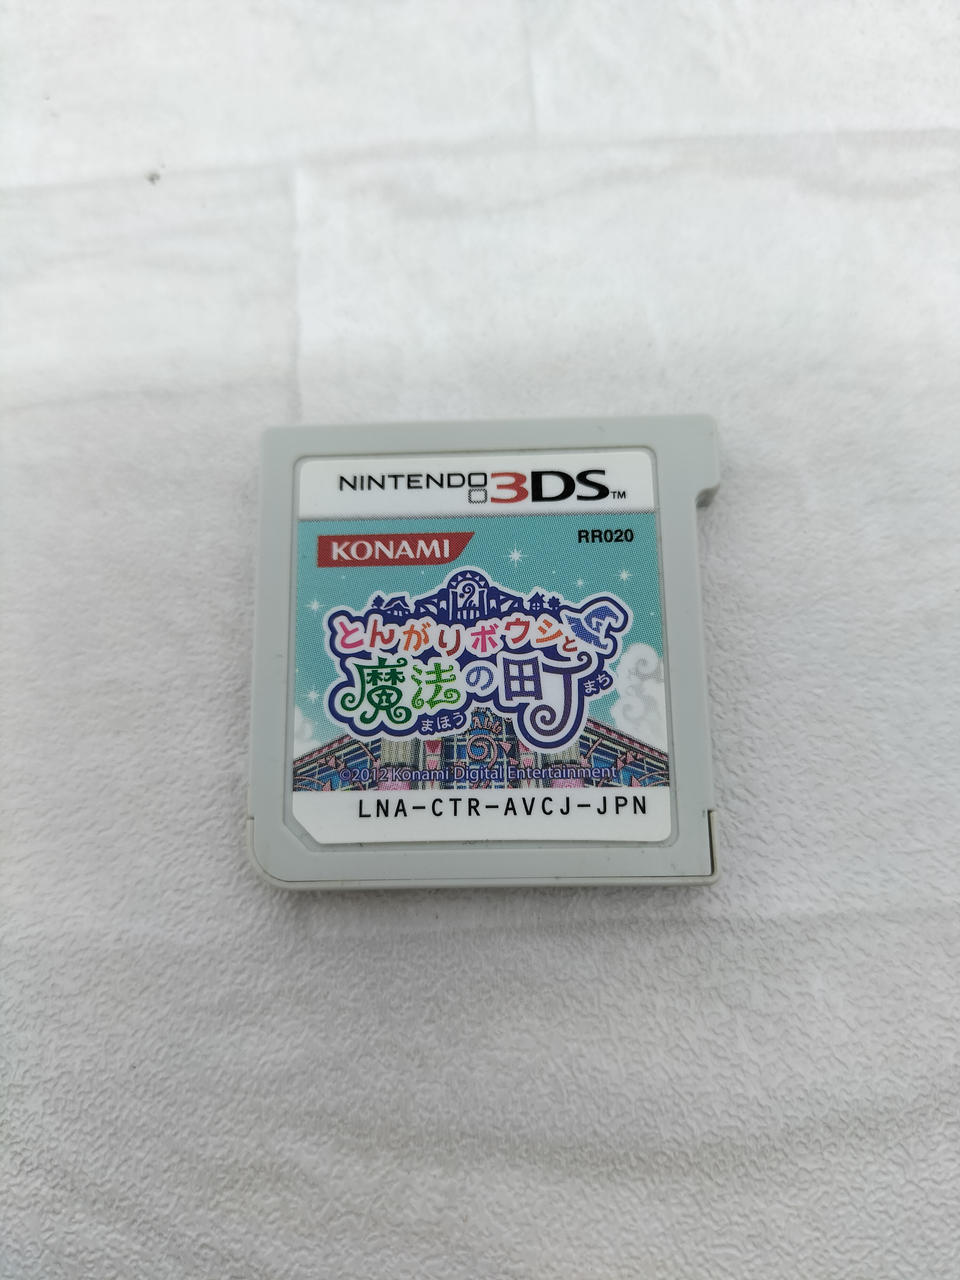 NINTENDO 3DS™
KONAMI
RR020
とんがりボウシと
魔法の町
まほう
まち
©2012 Konami Digital Entertainment
LNA-CTR-AVCJ-JPN